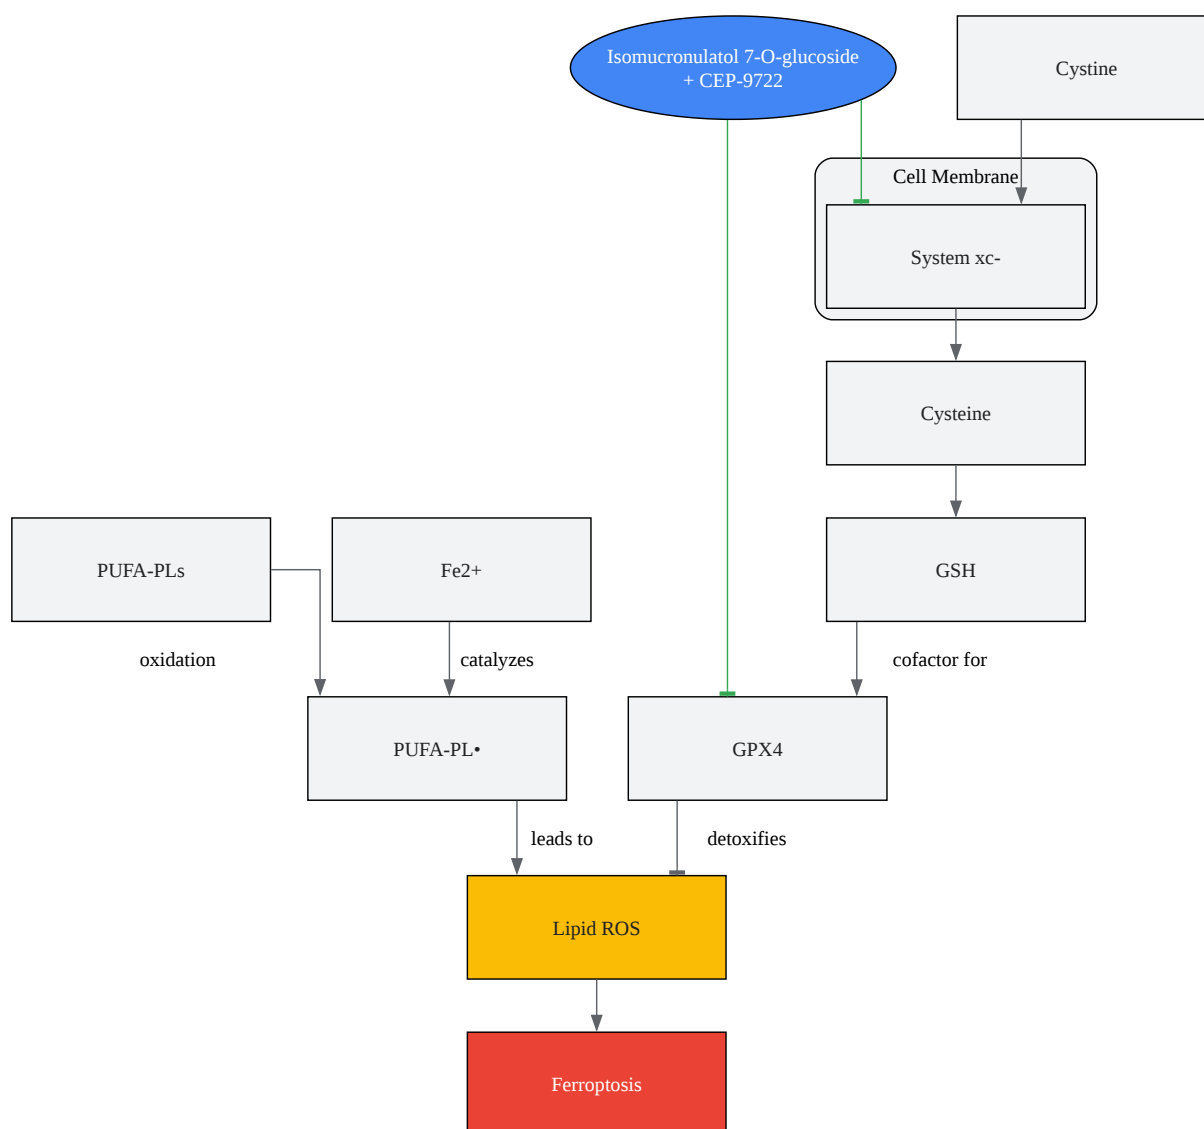 Isomucronulatol 7-O-glucoside
+ CEP-9722
Cystine
Cell Membrane
System xc-
Cysteine
PUFA-PLs
Fe2+
GSH
oxidation
catalyzes
cofactor for
PUFA-PL•
GPX4
leads to
detoxifies
Lipid ROS
Ferroptosis